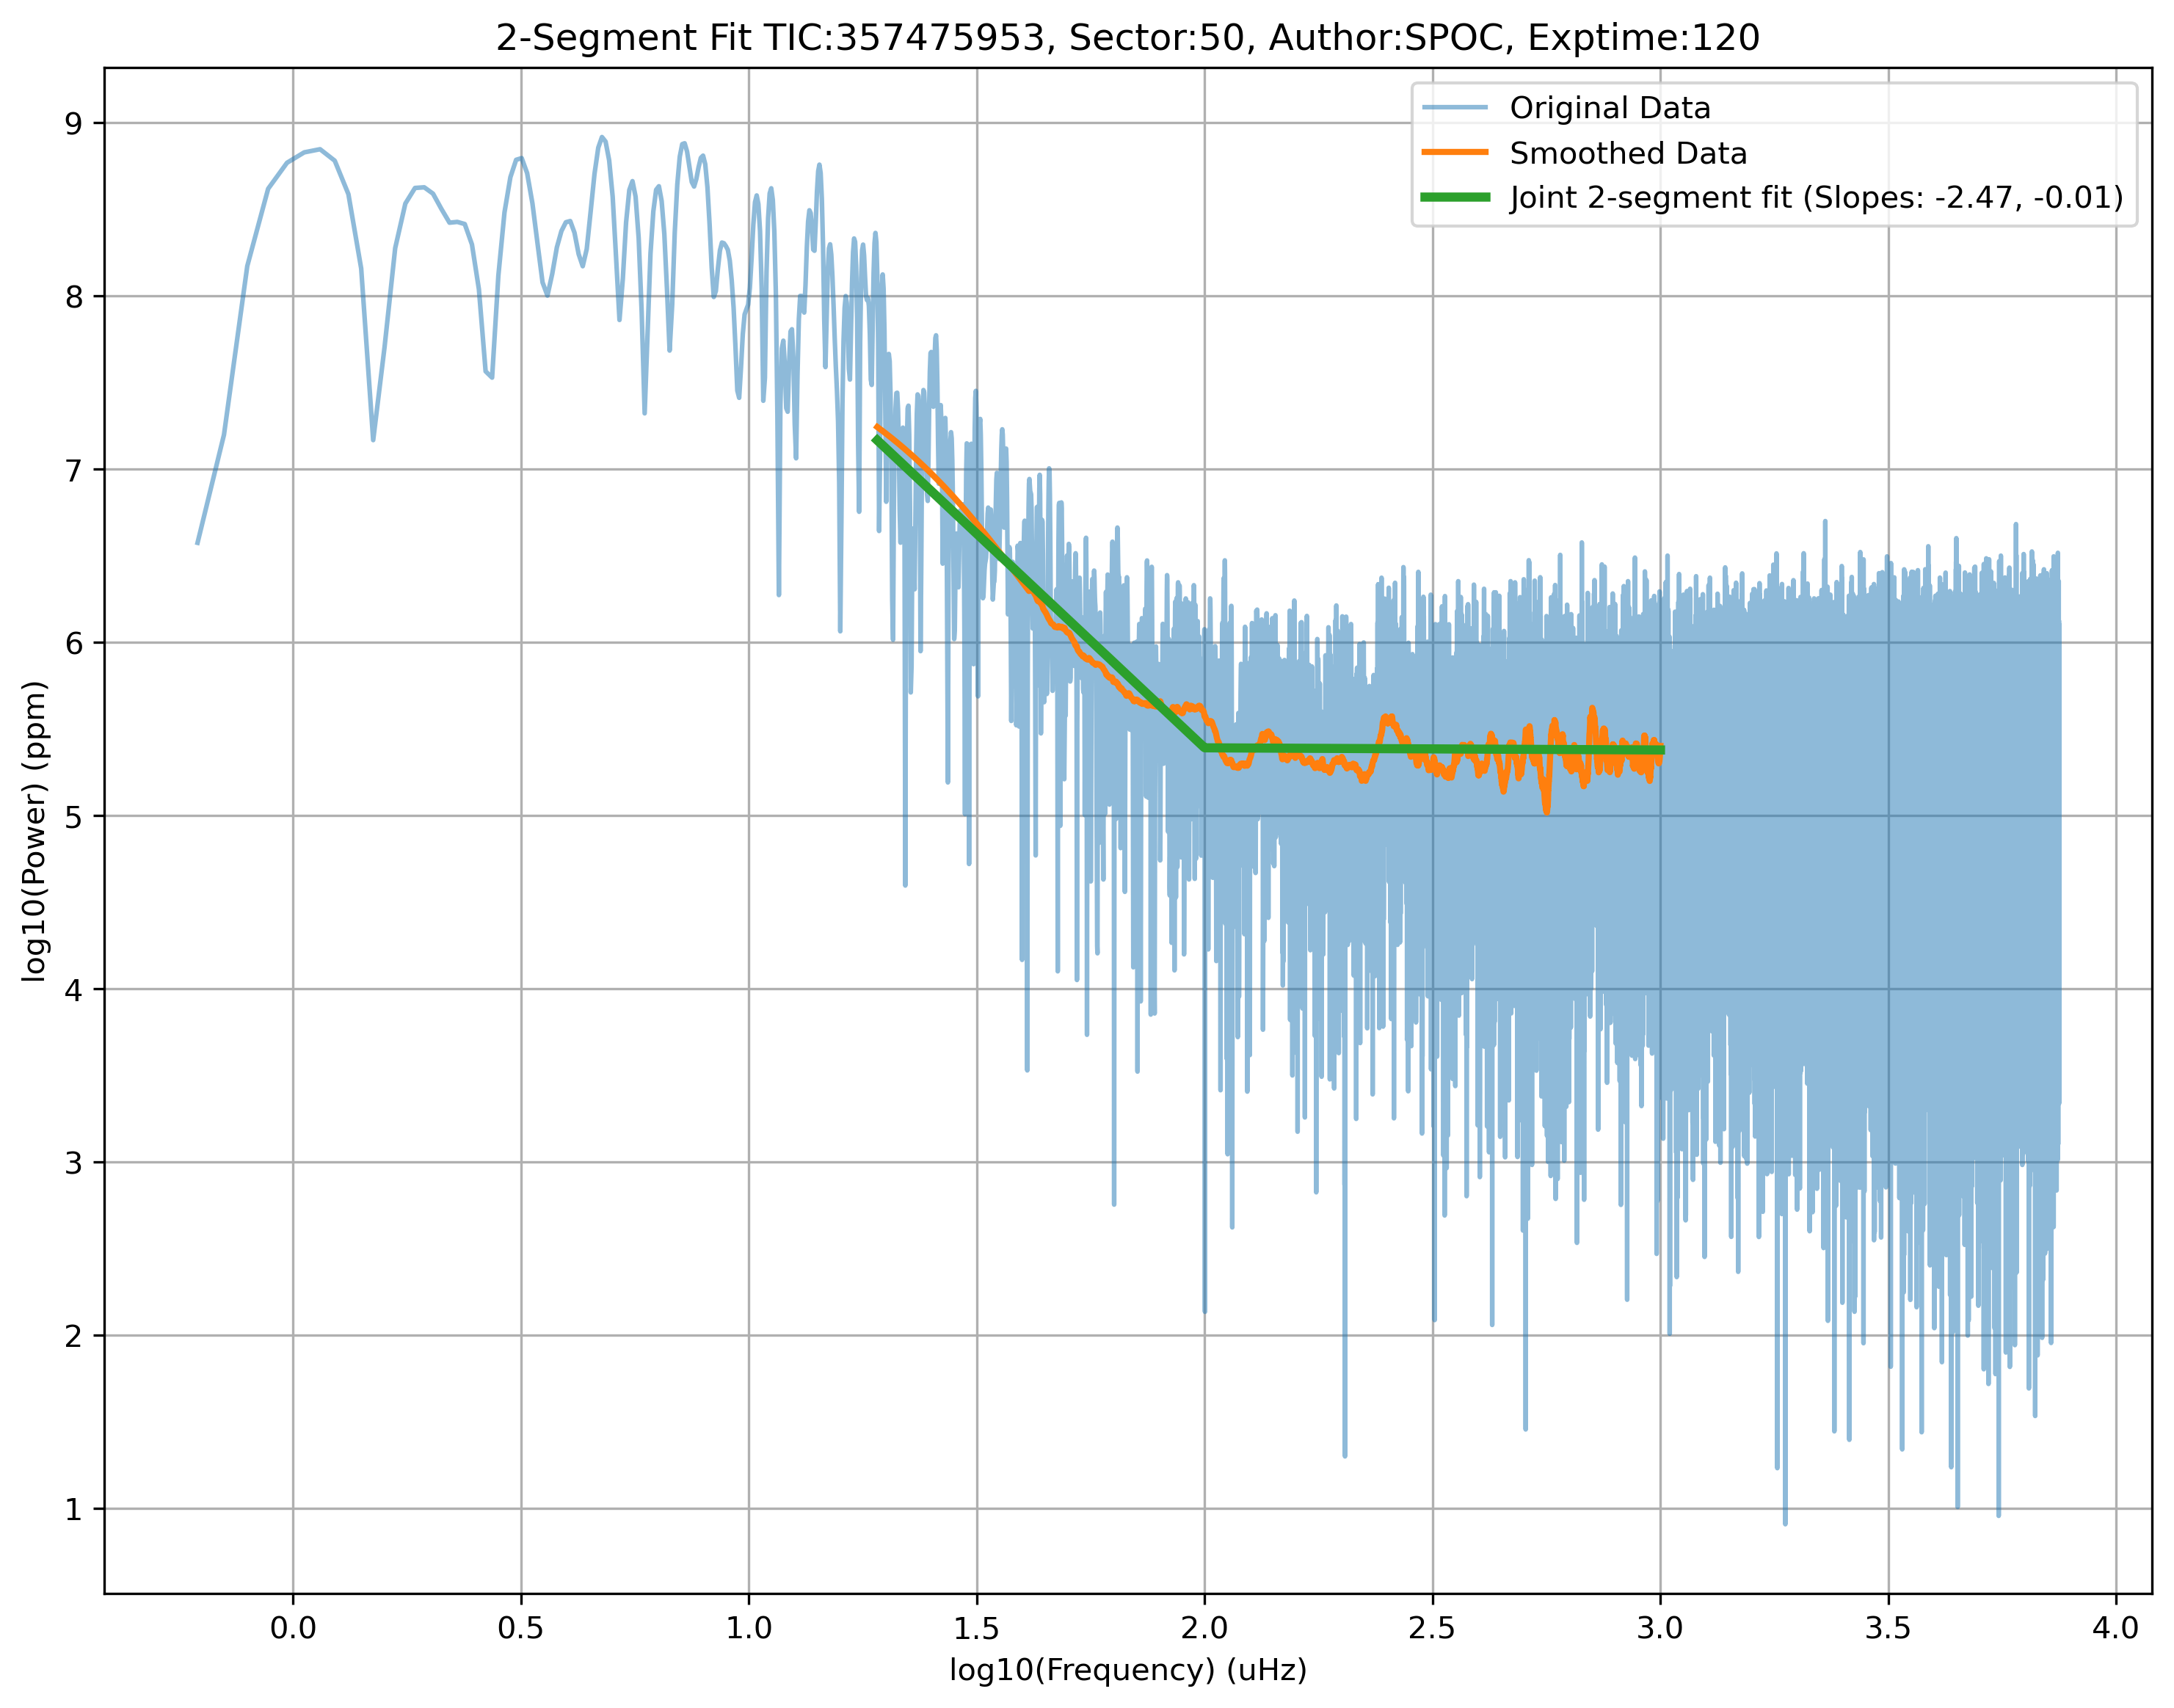 2-Segment Fit TIC:357475953, Sector:50, Author:SPOC, Exptime:120
Original Data
Smoothed Data
Joint 2-segment fit (Slopes: -2.47, -0.01)
log10(Power) (ppm)
9
8
7
6
5
4
3
2
1
0.0 0.5 1.0 1.5 2.0 2.5 3.0 3.5 4.0
log10(Frequency) (uHz)